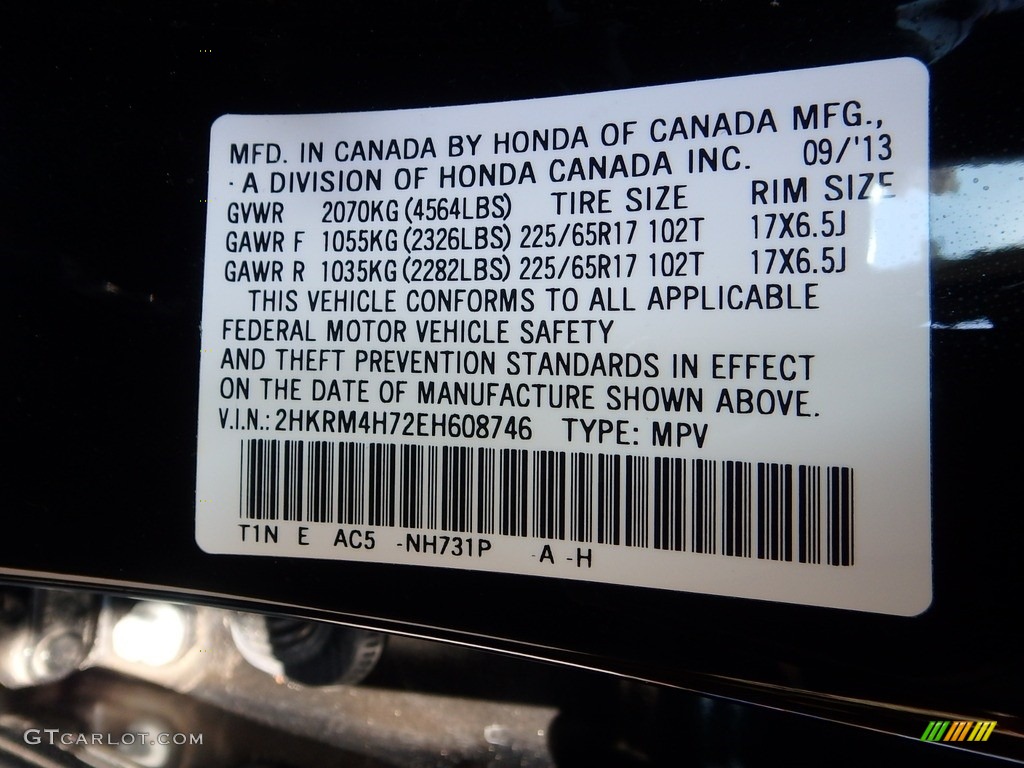 MFD. IN CANADA BY HONDA OF CANADA MFG.,
A DIVISION OF HONDA CANADA INC. 09/'13
GVWR 2070KG (4564LBS) TIRE SIZE RIM SIZE
GAWR F 1055KG (2326LBS) 225/65R17 102T 17X6.5J
GAWR R 1035KG (2282LBS) 225/65R17 102T 17X6.5J
THIS VEHICLE CONFORMS TO ALL APPLICABLE
FEDERAL MOTOR VEHICLE SAFETY
AND THEFT PREVENTION STANDARDS IN EFFECT
ON THE DATE OF MANUFACTURE SHOWN ABOVE.
V.I.N.: 2HKRM4H72EH608746 TYPE: MPV
T1N E AC5 -NH731P -A -H
GTCARLOT.COM